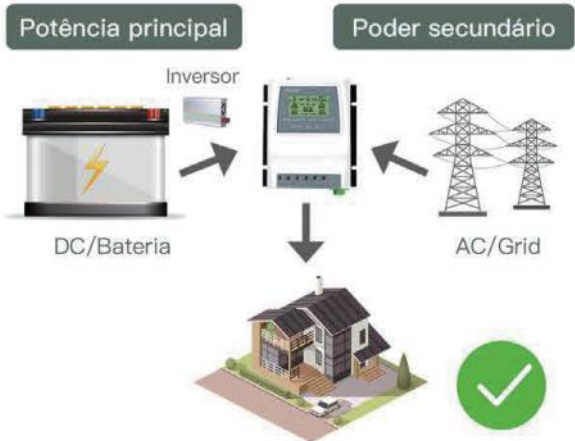 Potência principal
Poder secundário
Inversor
DC/Bateria
AC/Grid